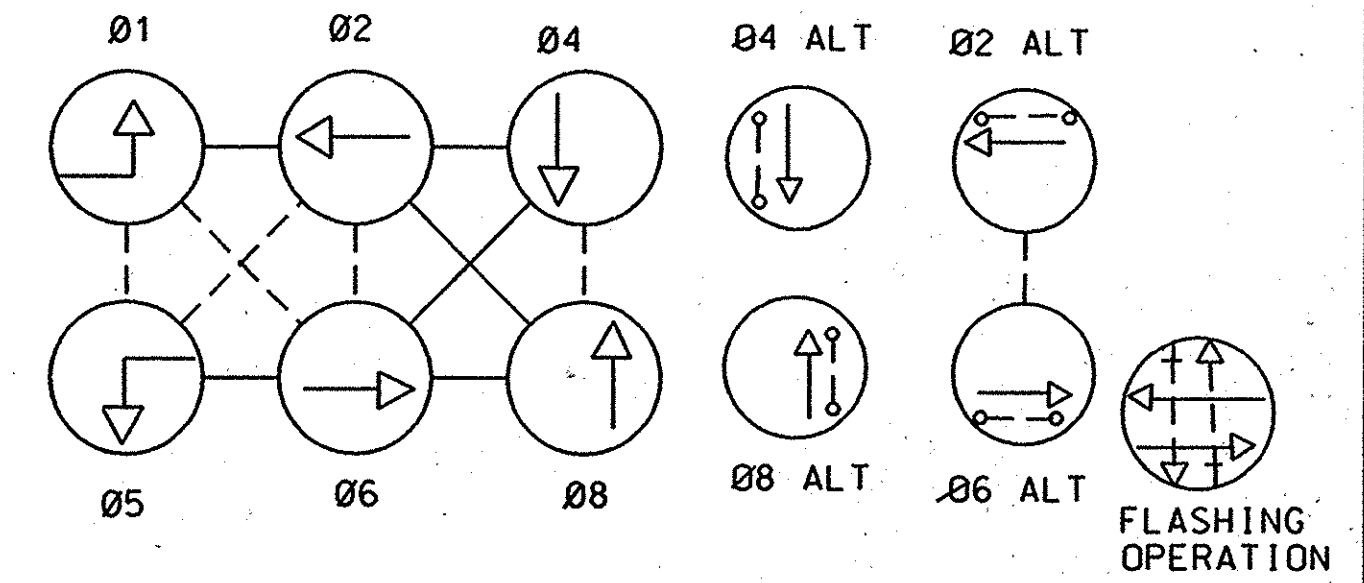 Ø1
Ø2
Ø4
Ø4 ALT
Ø2 ALT
Ø5
Ø6
Ø8
Ø8 ALT
Ø6 ALT
FLASHING
OPERATION